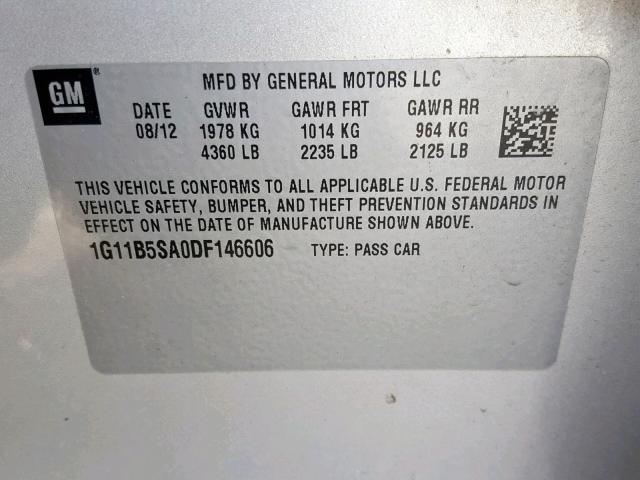 GM®
MFD BY GENERAL MOTORS LLC
DATE GVWR GAWR FRT GAWR RR
08/12 1978 KG 1014 KG 964 KG
4360 LB 2235 LB 2125 LB
THIS VEHICLE CONFORMS TO ALL APPLICABLE U.S. FEDERAL MOTOR
VEHICLE SAFETY, BUMPER, AND THEFT PREVENTION STANDARDS IN
EFFECT ON THE DATE OF MANUFACTURE SHOWN ABOVE.
1G11B5SA0DF146606 TYPE: PASS CAR